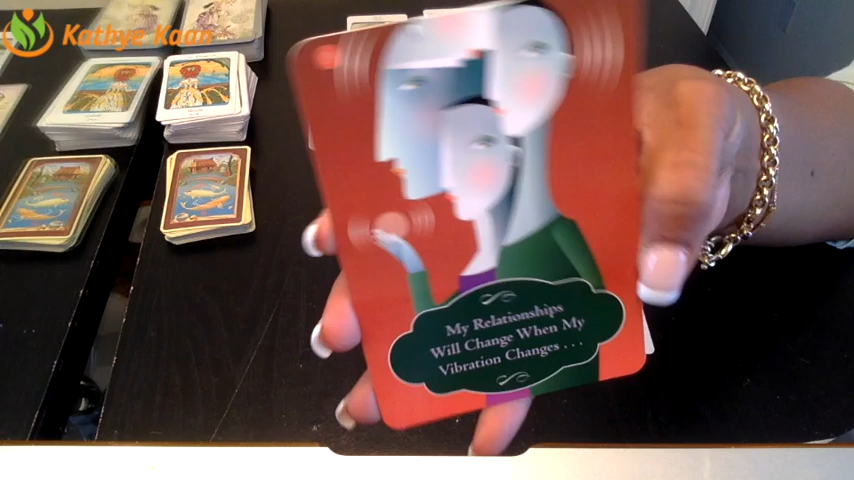 Kathye Kaan
My Relationships
Will Change When My
Vibration Changes . . .